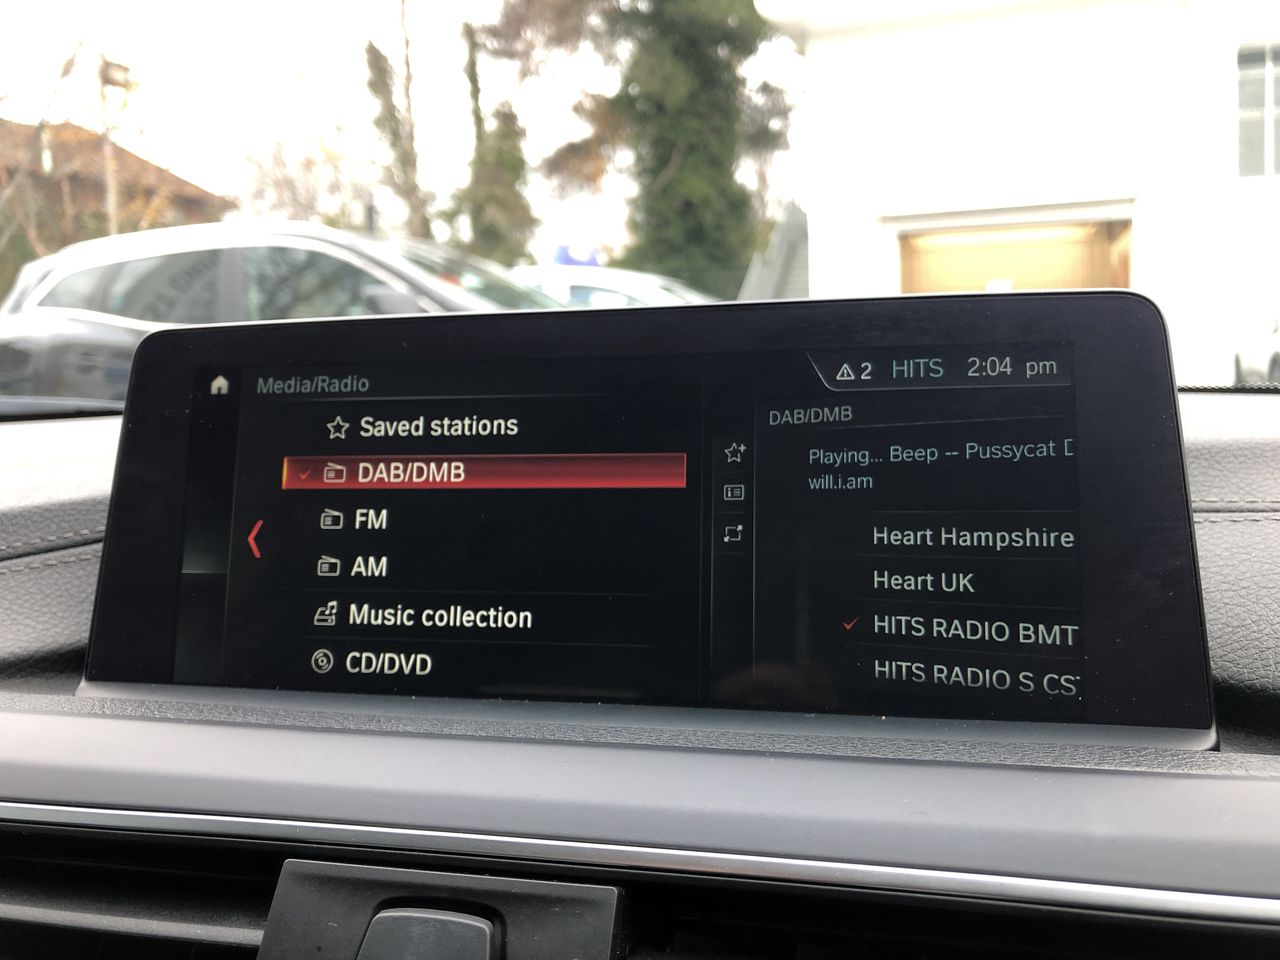 Media/Radio
2 HITS 2:04 pm
Saved stations
DAB/DMB
FM
AM
Music collection
CD/DVD
DAB/DMB
Playing... Beep -- Pussycat D
will.i.am
Heart Hampshire
Heart UK
HITS RADIO BMT
HITS RADIO S CST